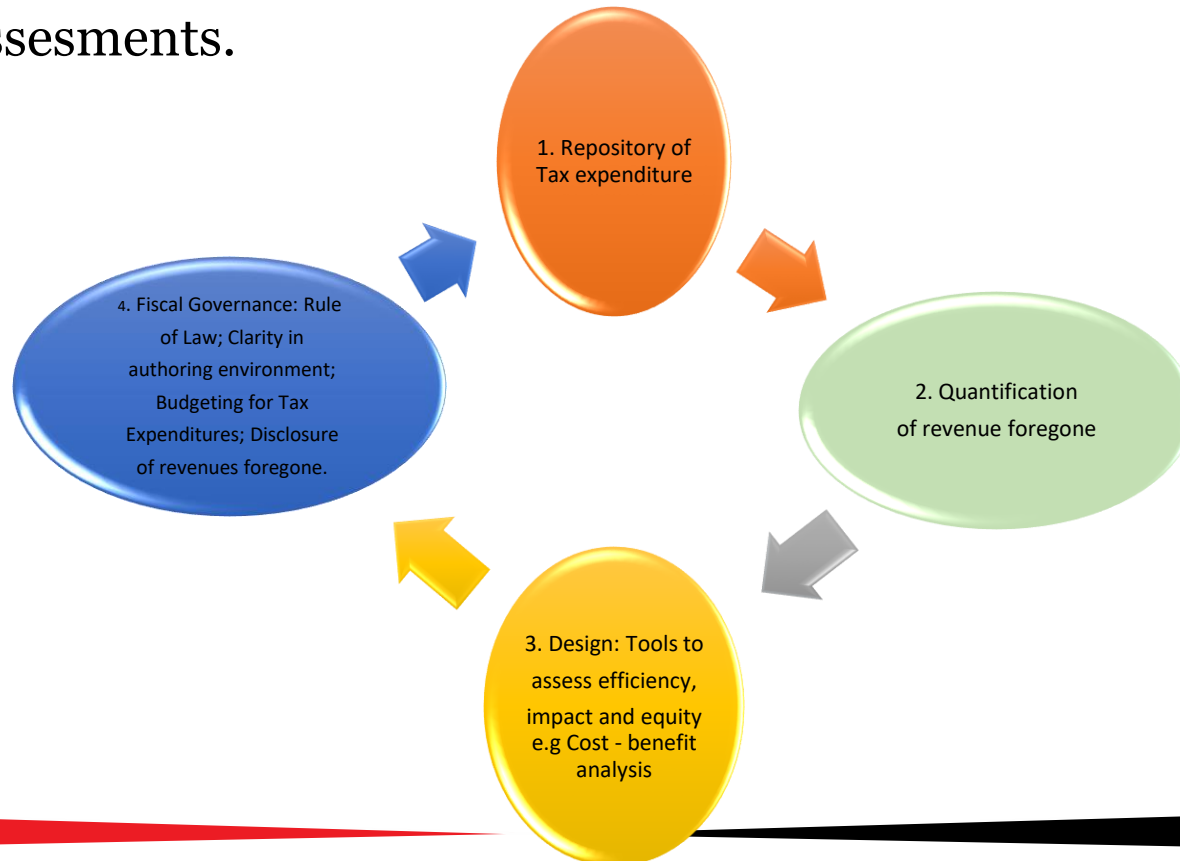 ssesments.
1. Repository of
Tax expenditure
2. Quantification
of revenue foregone
3. Design: Tools to
assess efficiency,
impact and equity
e.g Cost - benefit
analysis
4. Fiscal Governance: Rule
of Law; Clarity in
authoring environment;
Budgeting for Tax
Expenditures; Disclosure
of revenues foregone.